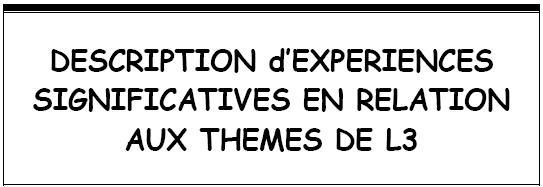 DESCRIPTION d'EXPERIENCES
SIGNIFICATIVES EN RELATION
AUX THEMES DE L3